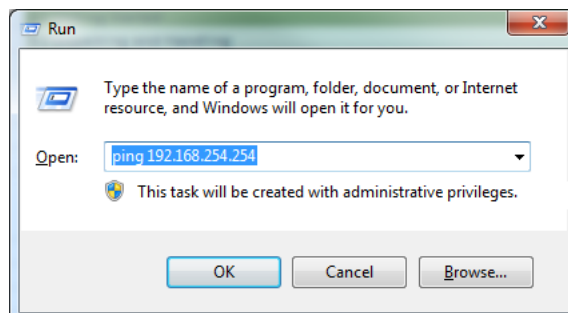 Run
Type the name of a program, folder, document, or Internet
resource, and Windows will open it for you.
Open:
ping 192.168.254.254
This task will be created with administrative privileges.
OK
Cancel
Browse...